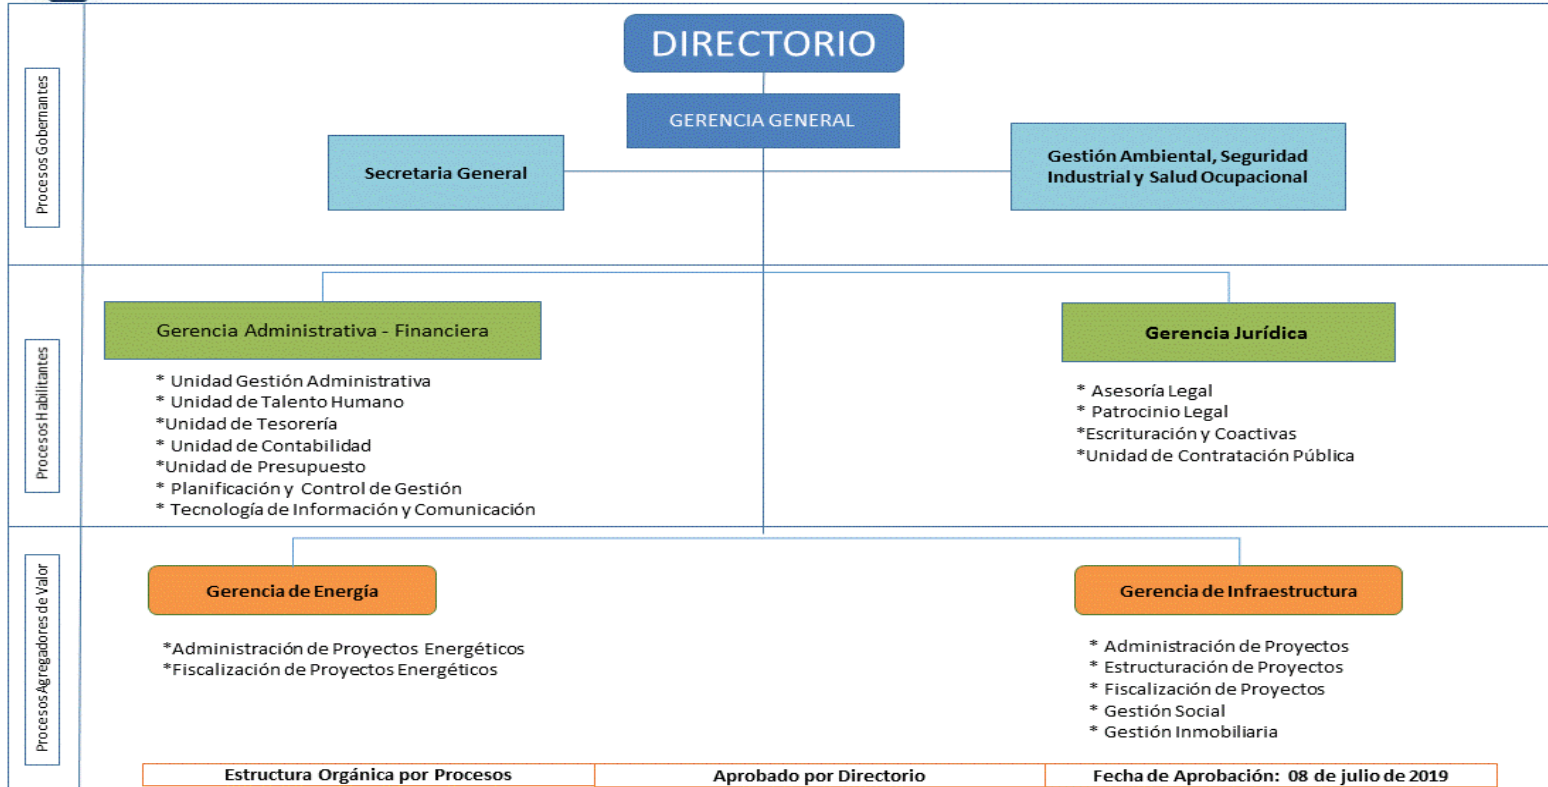 DIRECTORIO
GERENCIA GENERAL
Procesos Gobernantes
Secretaria General
Gestión Ambiental, Seguridad
Industrial y Salud Ocupacional
Procesos Habilitantes
Gerencia Administrativa - Financiera
* Unidad Gestión Administrativa
* Unidad de Talento Humano
*Unidad de Tesorería
* Unidad de Contabilidad
*Unidad de Presupuesto
* Planificación y Control de Gestión
* Tecnología de Información y Comunicación
Gerencia Jurídica
* Asesoría Legal
* Patrocinio Legal
*Escrituración y Coactivas
*Unidad de Contratación Pública
Procesos Agregadores de Valor
Gerencia de Energía
*Administración de Proyectos Energéticos
*Fiscalización de Proyectos Energéticos
Gerencia de Infraestructura
* Administración de Proyectos
* Estructuración de Proyectos
* Fiscalización de Proyectos
* Gestión Social
* Gestión Inmobiliaria
Estructura Orgánica por Procesos
Aprobado por Directorio
Fecha de Aprobación: 08 de julio de 2019